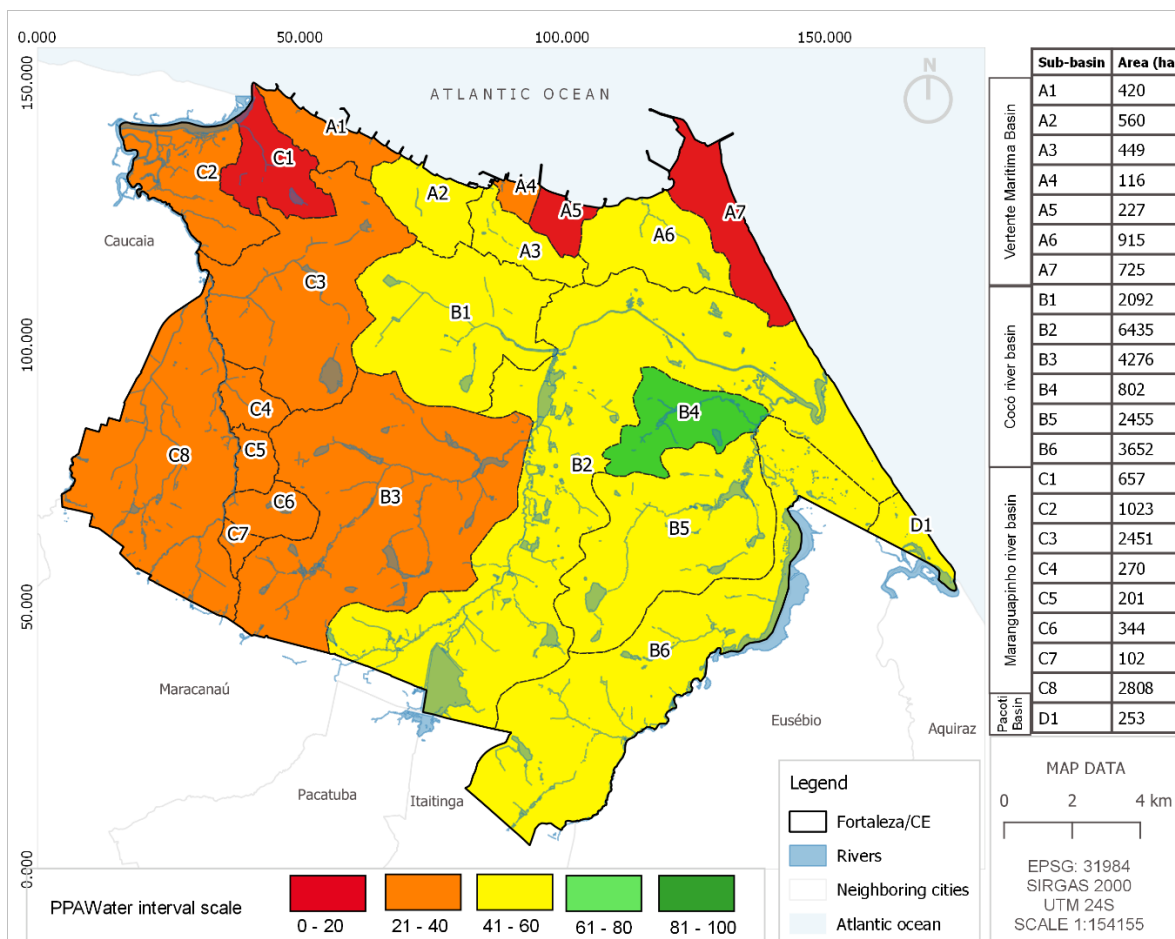 0.000 50.000 100.000 150.000
150.000
100.000
50.000
0.000
ATLANTIC OCEAN
N
A1
C1
C2
A2
A4
A5
A7
A3
A6
C3
B1
C4
B4
C5
C8
B2
C6
B3
C7
B5
D1
B6
Caucaia
Maracanaú
Pacatuba
Itaitinga
Eusébio
Aquiraz
Sub-basin Area (ha
Vertente Marítima Basin
A1 420
A2 560
A3 449
A4 116
A5 227
A6 915
A7 725
Cocó river basin
B1 2092
B2 6435
B3 4276
B4 802
B5 2455
B6 3652
Maranguapinho river basin
C1 657
C2 1023
C3 2451
C4 270
C5 201
C6 344
C7 102
C8 2808
Pacoti
Basin
D1 253
MAP DATA
0 2 4 km
EPSG: 31984
SIRGAS 2000
UTM 24S
SCALE 1:154155
Legend
Fortaleza/CE
Rivers
Neighboring cities
Atlantic ocean
PPAWater interval scale
0 - 20 21 - 40 41 - 60 61 - 80 81 - 100